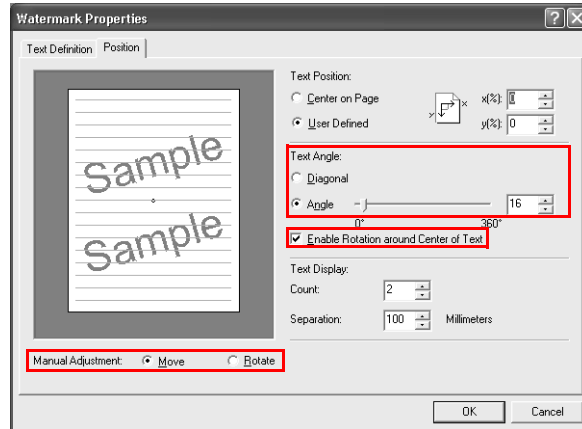 Watermark Properties
Text Definition Position
Sample
Sample
Manual Adjustment: Move Rotate
Text Position:
Center on Page x(%): 0
User Defined y(%): 0
Text Angle:
Diagonal
Angle 16
0° 360°
Enable Rotation around Center of Text
Text Display:
Count: 2
Separation: 100 Millimeters
OK Cancel